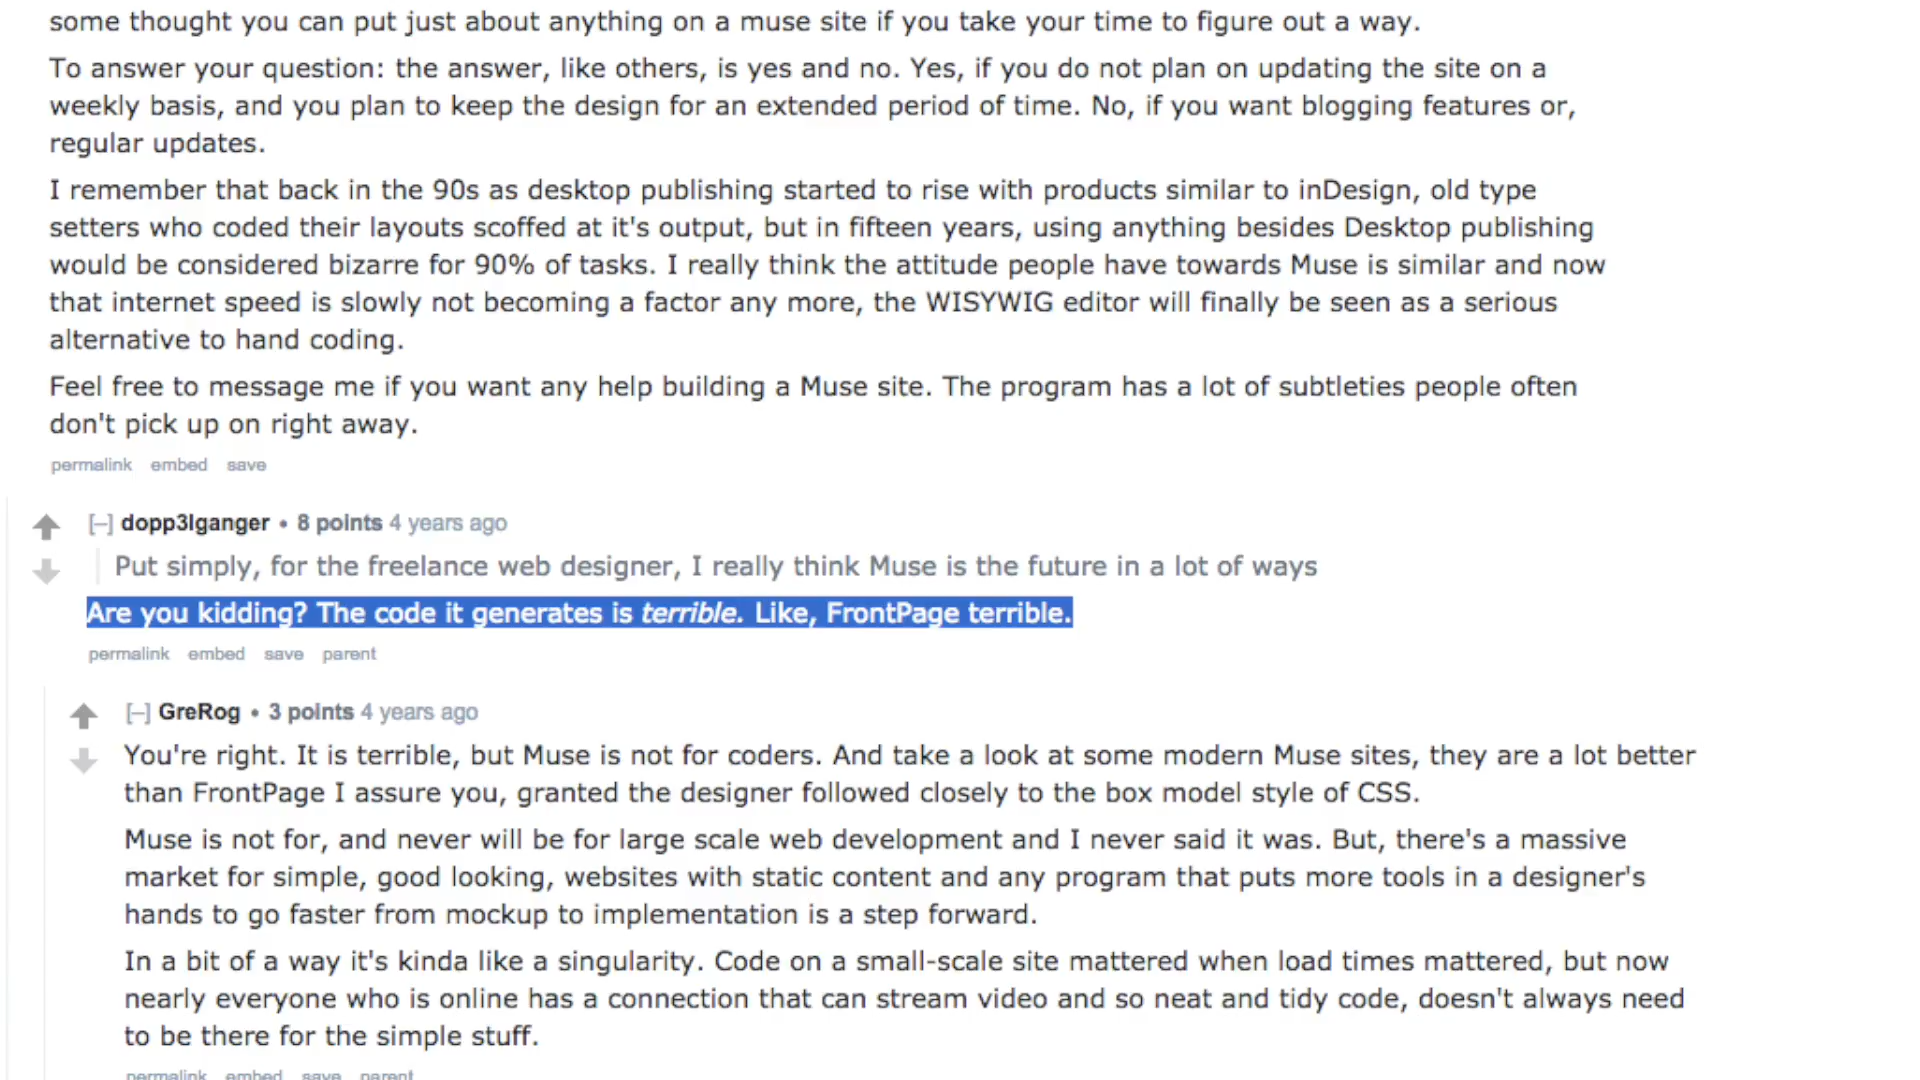 some thought you can put just about anything on a muse site if you take your time to figure out a way.
To answer your question: the answer, like others, is yes and no. Yes, if you do not plan on updating the site on a
weekly basis, and you plan to keep the design for an extended period of time. No, if you want blogging features or,
regular updates.
I remember that back in the 90s as desktop publishing started to rise with products similar to inDesign, old type
setters who coded their layouts scoffed at it's output, but in fifteen years, using anything besides Desktop publishing
would be considered bizarre for 90% of tasks. I really think the attitude people have towards Muse is similar and now
that internet speed is slowly not becoming a factor any more, the WISYWIG editor will finally be seen as a serious
alternative to hand coding.
Feel free to message me if you want any help building a Muse site. The program has a lot of subtleties people often
don't pick up on right away.
permalink embed save
[–] dopp3lganger • 8 points 4 years ago
Put simply, for the freelance web designer, I really think Muse is the future in a lot of ways
Are you kidding? The code it generates is terrible. Like, FrontPage terrible.
permalink embed save parent
[–] GreRog • 3 points 4 years ago
You're right. It is terrible, but Muse is not for coders. And take a look at some modern Muse sites, they are a lot better
than FrontPage I assure you, granted the designer followed closely to the box model style of CSS.
Muse is not for, and never will be for large scale web development and I never said it was. But, there's a massive
market for simple, good looking, websites with static content and any program that puts more tools in a designer's
hands to go faster from mockup to implementation is a step forward.
In a bit of a way it's kinda like a singularity. Code on a small-scale site mattered when load times mattered, but now
nearly everyone who is online has a connection that can stream video and so neat and tidy code, doesn't always need
to be there for the simple stuff.
permalink embed save parent